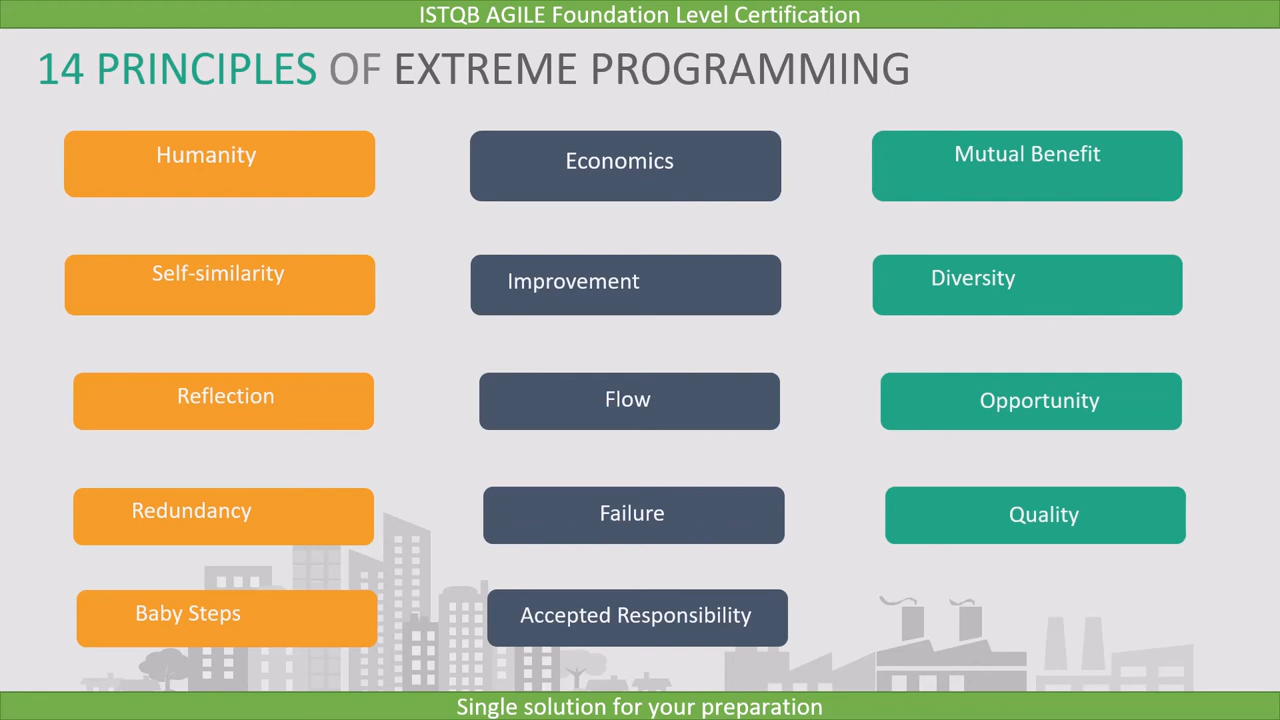 ISTQB AGILE Foundation Level Certification
14 PRINCIPLES OF EXTREME PROGRAMMING
Humanity
Economics
Mutual Benefit
Self-similarity
Improvement
Diversity
Reflection
Flow
Opportunity
Redundancy
Failure
Quality
Baby Steps
Accepted Responsibility
Single solution for your preparation